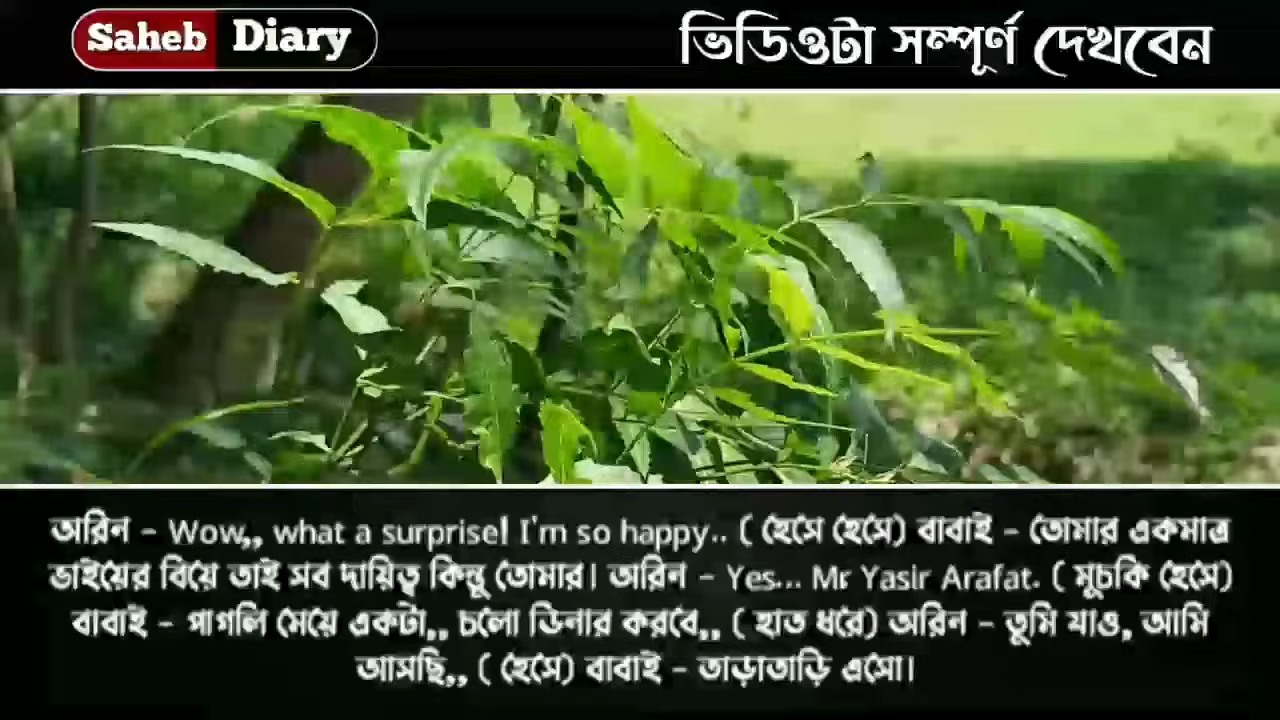 Saheb Diary
ভিডিওটা সম্পূর্ণ দেখবেন
অরিন - Wow,, what a surprise! I'm so happy.. ( হেসে হেসে) বাবাই - তোমার একমাত্র
ভাইয়ের বিয়ে তাই সব দায়িত্ব কিন্তু তোমার। অরিন - Yes... Mr Yasir Arafat. ( মুচকি হেসে)
বাবাই - পাগলি মেয়ে একটা,, চলো ডিনার করবে,, ( হাত ধরে) অরিন - তুমি যাও, আমি
আসছি,, ( হেসে) বাবাই - তাড়াতাড়ি এসো।